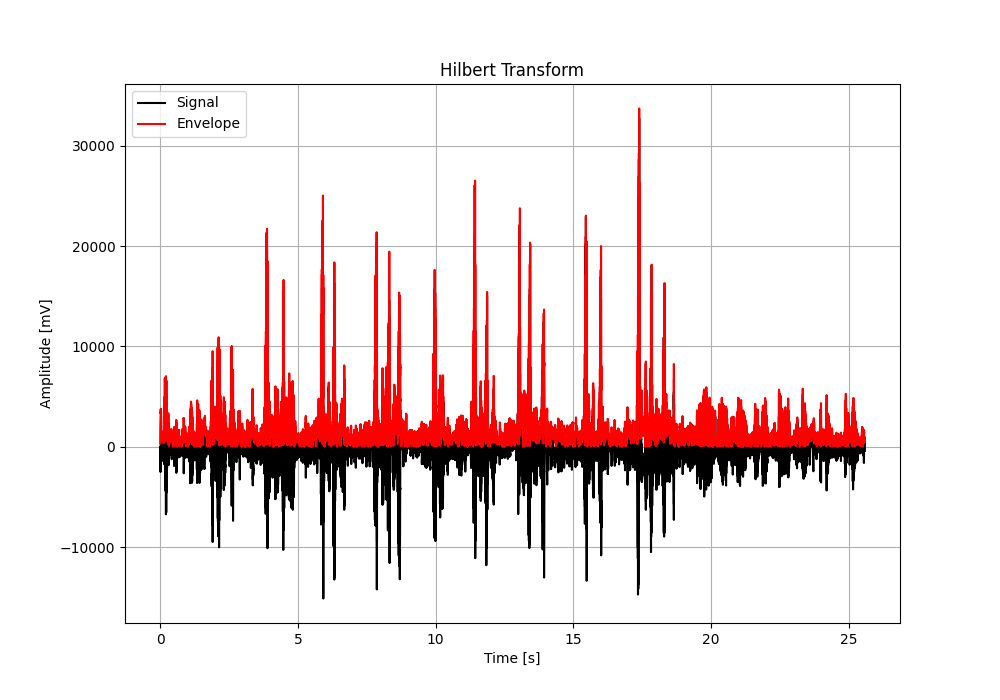 Hilbert Transform
Signal
Envelope
30000
20000
10000
0
−10000
Amplitude [mV]
0 5 10 15 20 25
Time [s]